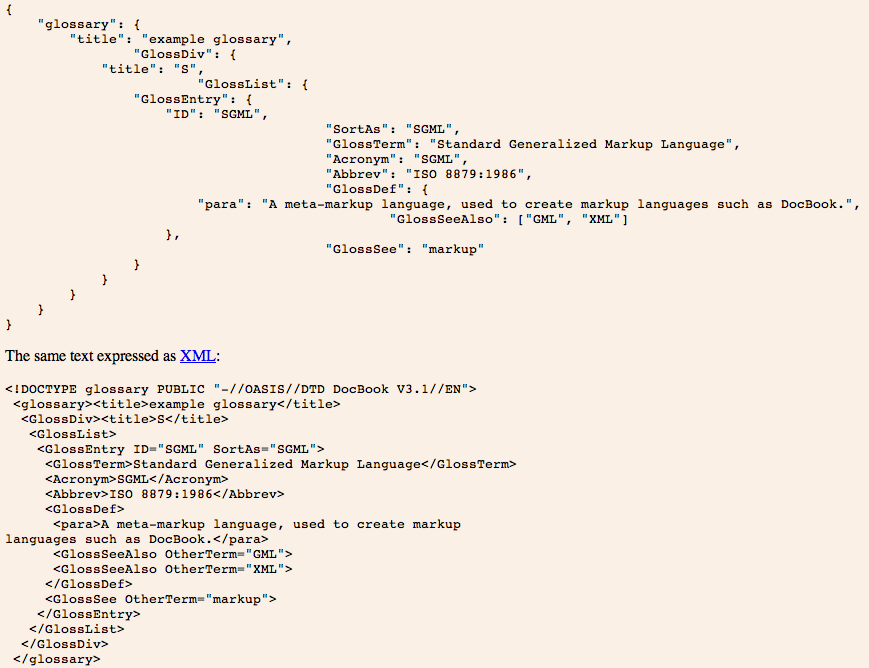 {
    "glossary": {
        "title": "example glossary",
                "GlossDiv": {
            "title": "S",
                        "GlossList": {
                "GlossEntry": {
                    "ID": "SGML",
                                        "SortAs": "SGML",
                                        "GlossTerm": "Standard Generalized Markup Language",
                                        "Acronym": "SGML",
                                        "Abbrev": "ISO 8879:1986",
                                        "GlossDef": {
                        "para": "A meta-markup language, used to create markup languages such as DocBook.",
                                                "GlossSeeAlso": ["GML", "XML"]
                    },
                                        "GlossSee": "markup"
                }
            }
        }
    }
}
The same text expressed as XML:
<!DOCTYPE glossary PUBLIC "-//OASIS//DTD DocBook V3.1//EN">
 <glossary><title>example glossary</title>
  <GlossDiv><title>S</title>
   <GlossList>
    <GlossEntry ID="SGML" SortAs="SGML">
     <GlossTerm>Standard Generalized Markup Language</GlossTerm>
     <Acronym>SGML</Acronym>
     <Abbrev>ISO 8879:1986</Abbrev>
     <GlossDef>
      <para>A meta-markup language, used to create markup
languages such as DocBook.</para>
      <GlossSeeAlso OtherTerm="GML">
      <GlossSeeAlso OtherTerm="XML">
     </GlossDef>
     <GlossSee OtherTerm="markup">
    </GlossEntry>
   </GlossList>
  </GlossDiv>
 </glossary>